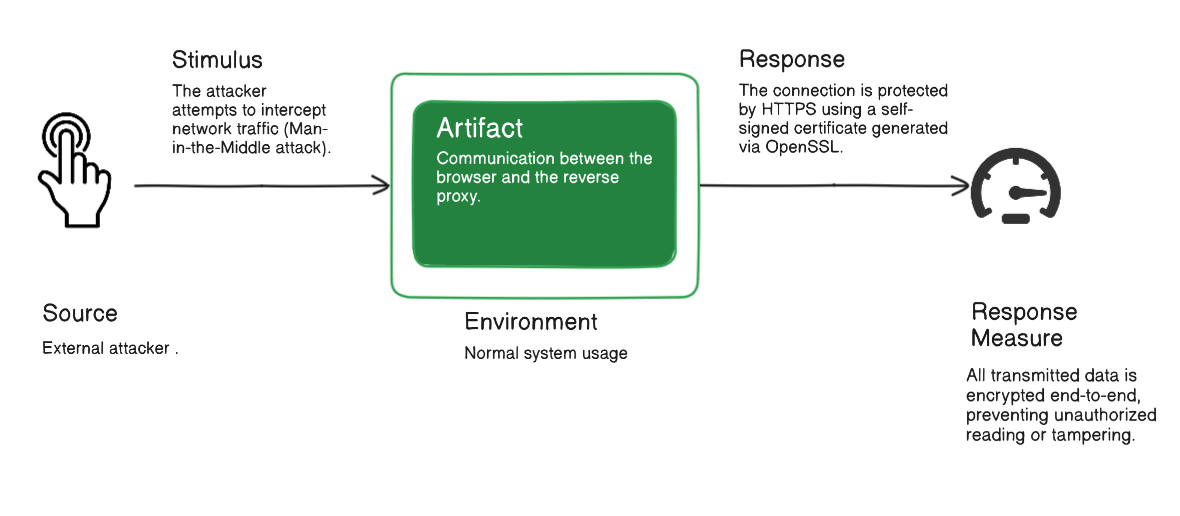 Stimulus
The attacker
attempts to intercept
network traffic (Man-
in-the-Middle attack).
Artifact
Communication between the
browser and the reverse
proxy.
Response
The connection is protected
by HTTPS using a self-
signed certificate generated
via OpenSSL.
Source
External attacker .
Environment
Normal system usage
Response
Measure
All transmitted data is
encrypted end-to-end,
preventing unauthorized
reading or tampering.